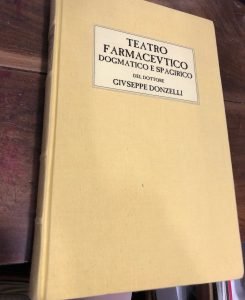 TEATRO
FARMACEVTICO
DOGMATICO E SPAGIRICO
DEL DOTTORE
GIVSEPPE DONZELLI